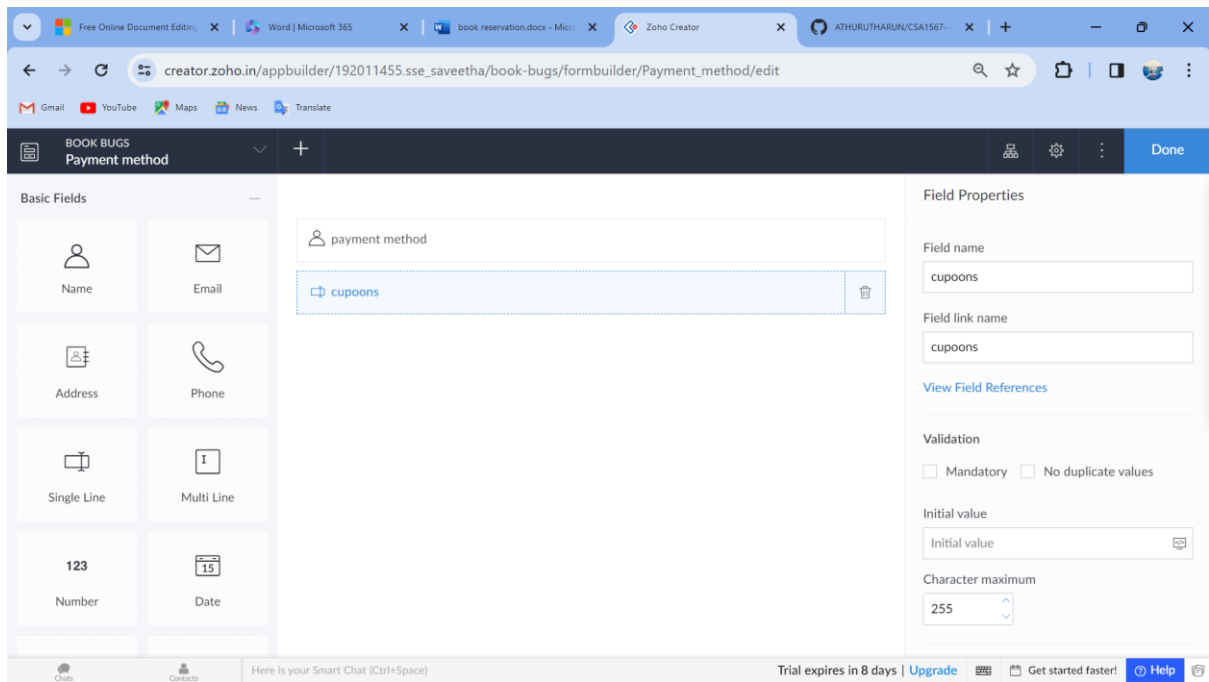 Free Online Document Editing
Word | Microsoft 365
book reservation.docx - Micr
Zoho Creator
ATHURUTHARUN/CSA1567--
creator.zoho.in/appbuilder/192011455.sse_saveetha/book-bugs/formbuilder/Payment_method/edit
Gmail
YouTube
Maps
News
Translate
BOOK BUGS
Payment method
Done
Basic Fields
Name
Email
Address
Phone
Single Line
Multi Line
123
Number
15
Date
payment method
cupoons
Field Properties
Field name
cupoons
Field link name
cupoons
View Field References
Validation
Mandatory
No duplicate values
Initial value
Initial value
Character maximum
255
Chats
Contacts
Here is your Smart Chat (Ctrl+Space)
Trial expires in 8 days | Upgrade
Get started faster!
Help